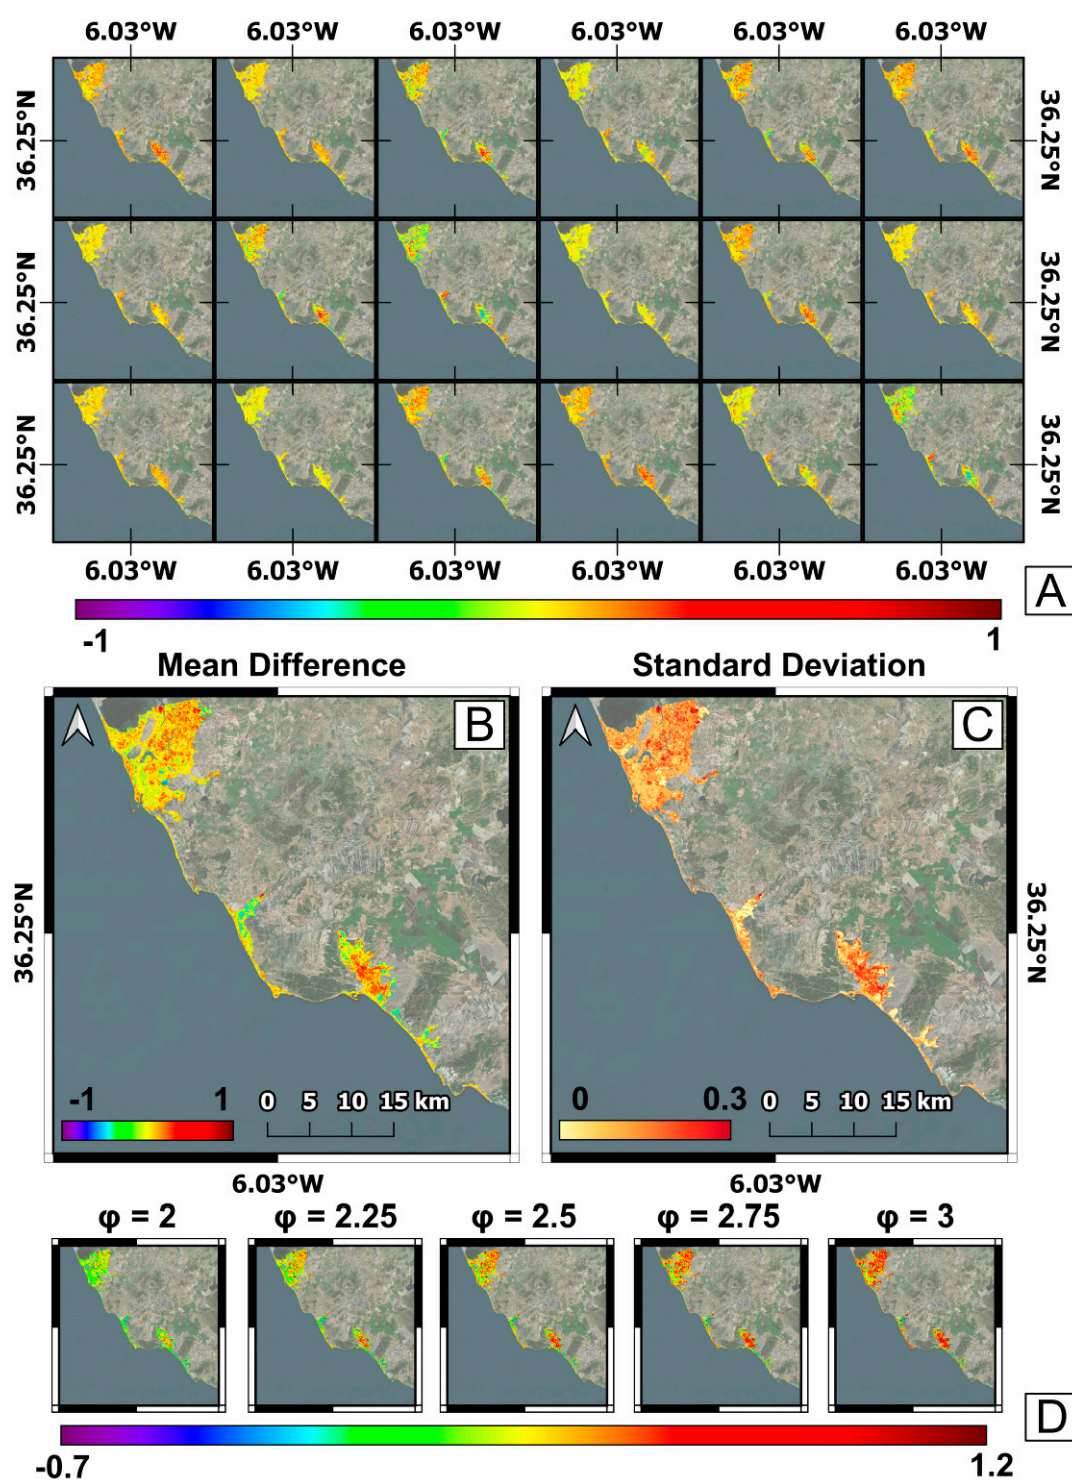 6.03°W 6.03°W 6.03°W 6.03°W 6.03°W 6.03°W
36.25°N 36.25°N
36.25°N 36.25°N
36.25°N 36.25°N
6.03°W 6.03°W 6.03°W 6.03°W 6.03°W 6.03°W
A
-1 1
Mean Difference Standard Deviation
B C
36.25°N 36.25°N
-1 1 0 5 10 15 km 0 0.3 0 5 10 15 km
6.03°W 6.03°W
φ = 2 φ = 2.25 φ = 2.5 φ = 2.75 φ = 3
D
-0.7 1.2